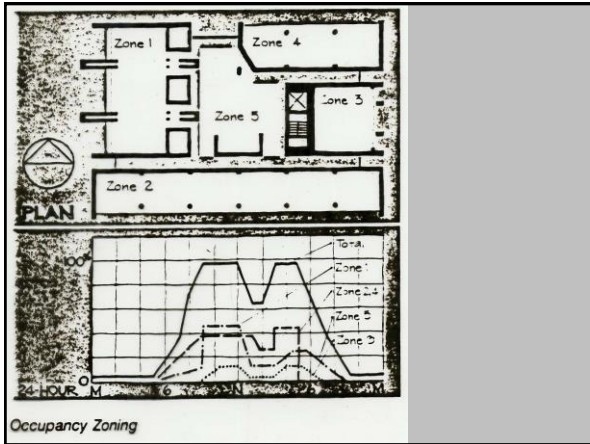 Zone 1
Zone 4
Zone 3
Zone 5
Zone 2
PLAN
100%
Total
Zone 1
Zone 2,4
Zone 5
Zone 3
0
24-HOUR M 6 N 6 M
Occupancy Zoning